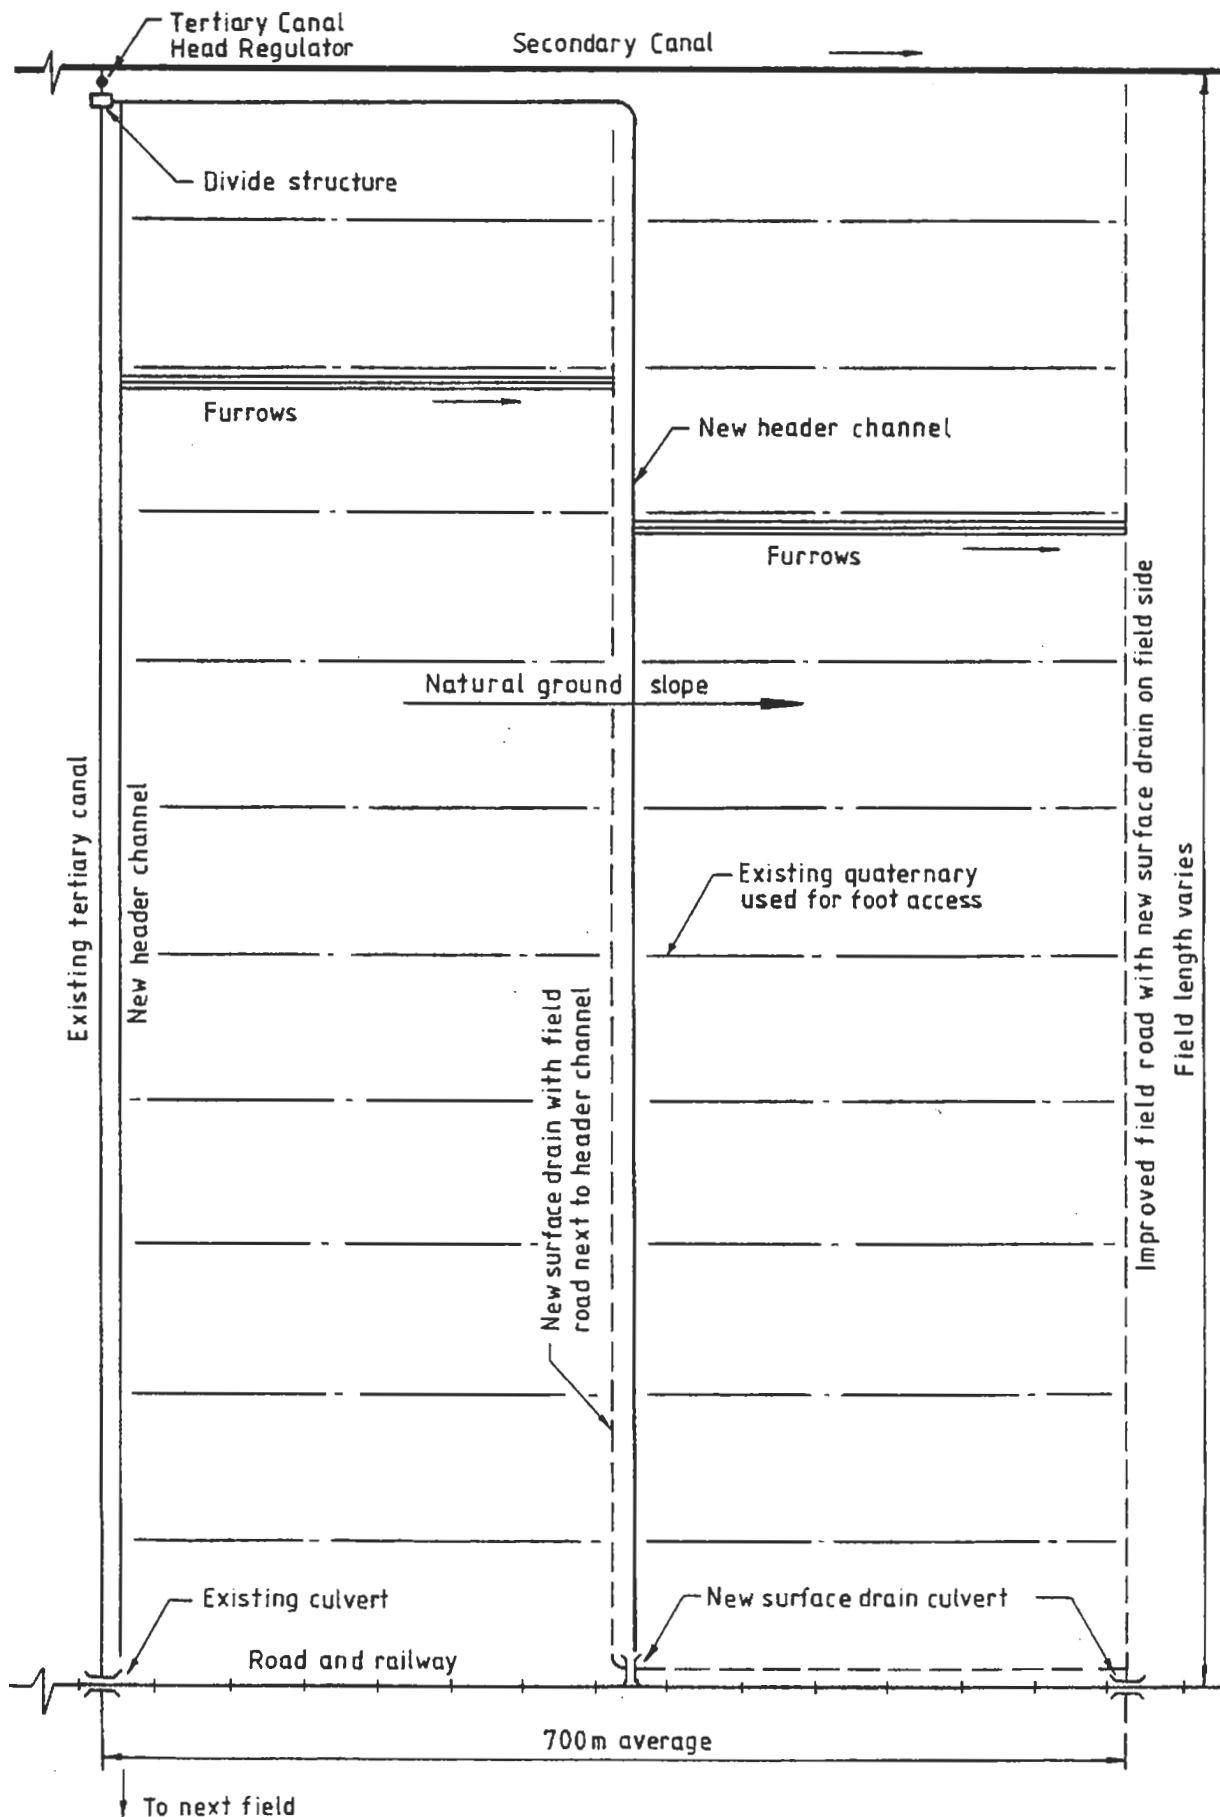 Tertiary Canal
Head Regulator
Secondary Canal
Divide structure
Furrows
New header channel
Furrows
Natural ground slope
Existing tertiary canal
New header channel
Existing quaternary
used for foot access
New surface drain with field
road next to header channel
Improved field road with new surface drain on field side
Field length varies
Existing culvert
New surface drain culvert
Road and railway
700m average
To next field